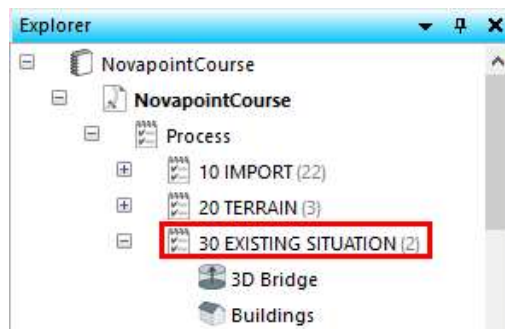 Explorer
NovapointCourse
NovapointCourse
Process
10 IMPORT (22)
20 TERRAIN (3)
30 EXISTING SITUATION (2)
3D Bridge
Buildings